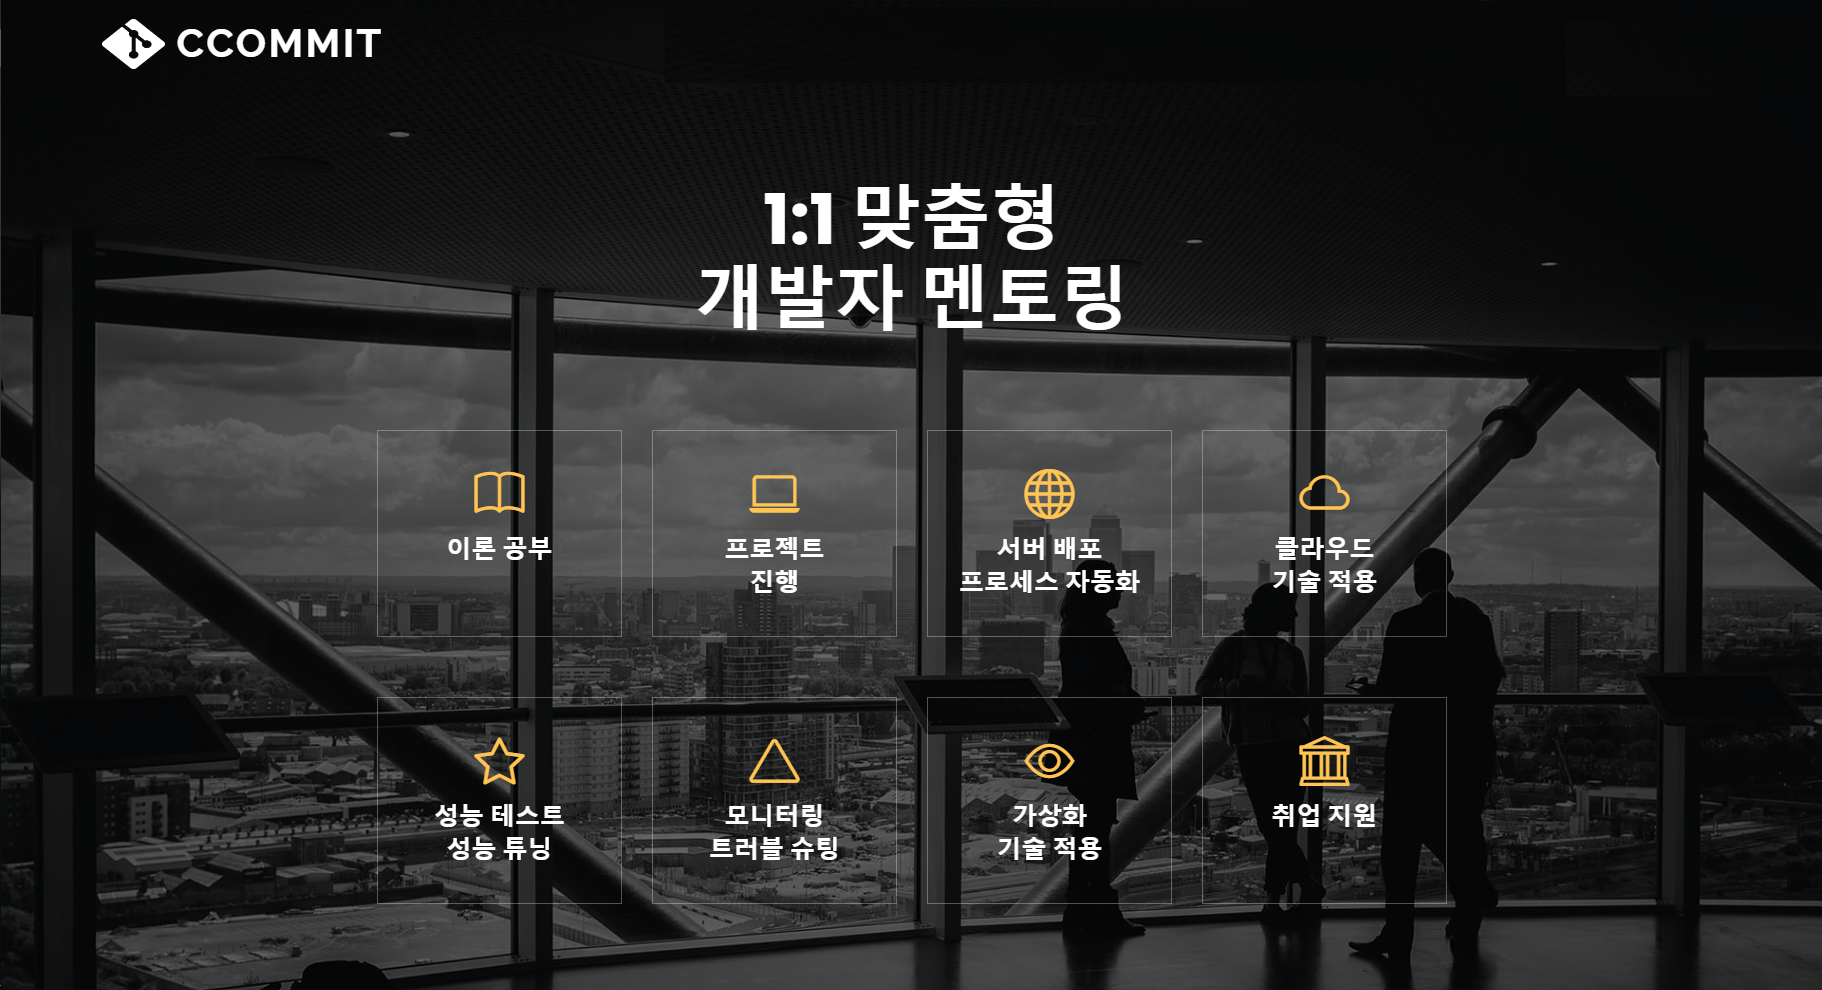 CCOMMIT
1:1 맞춤형
개발자 멘토링
이론 공부
프로젝트
진행
서버 배포
프로세스 자동화
클라우드
기술 적용
성능 테스트
성능 튜닝
모니터링
트러블 슈팅
가상화
기술 적용
취업 지원